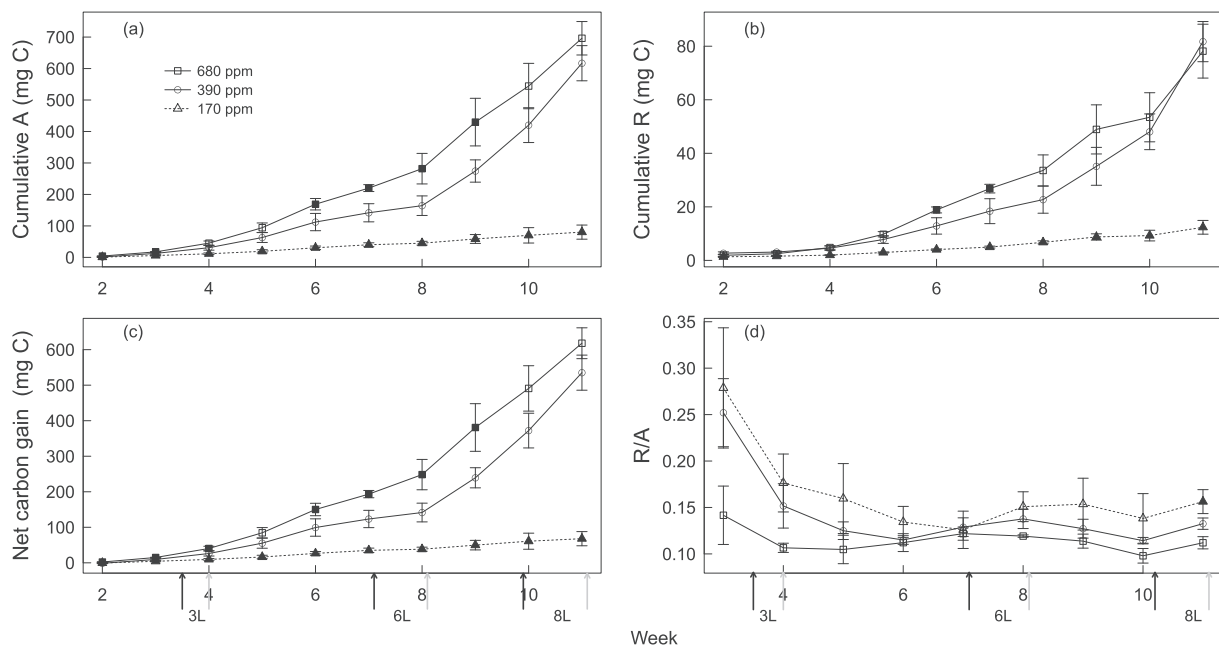 (a)
680 ppm
390 ppm
170 ppm
Cumulative A (mg C)
700
600
500
400
300
200
100
0
2 4 6 8 10
(b)
Cumulative R (mg C)
80
60
40
20
0
2 4 6 8 10
(c)
Net carbon gain (mg C)
600
500
400
300
200
100
0
2 4 6 8 10
3L 6L 8L
(d)
R/A
0.35
0.30
0.25
0.20
0.15
0.10
4 6 8 10
3L 6L 8L
Week